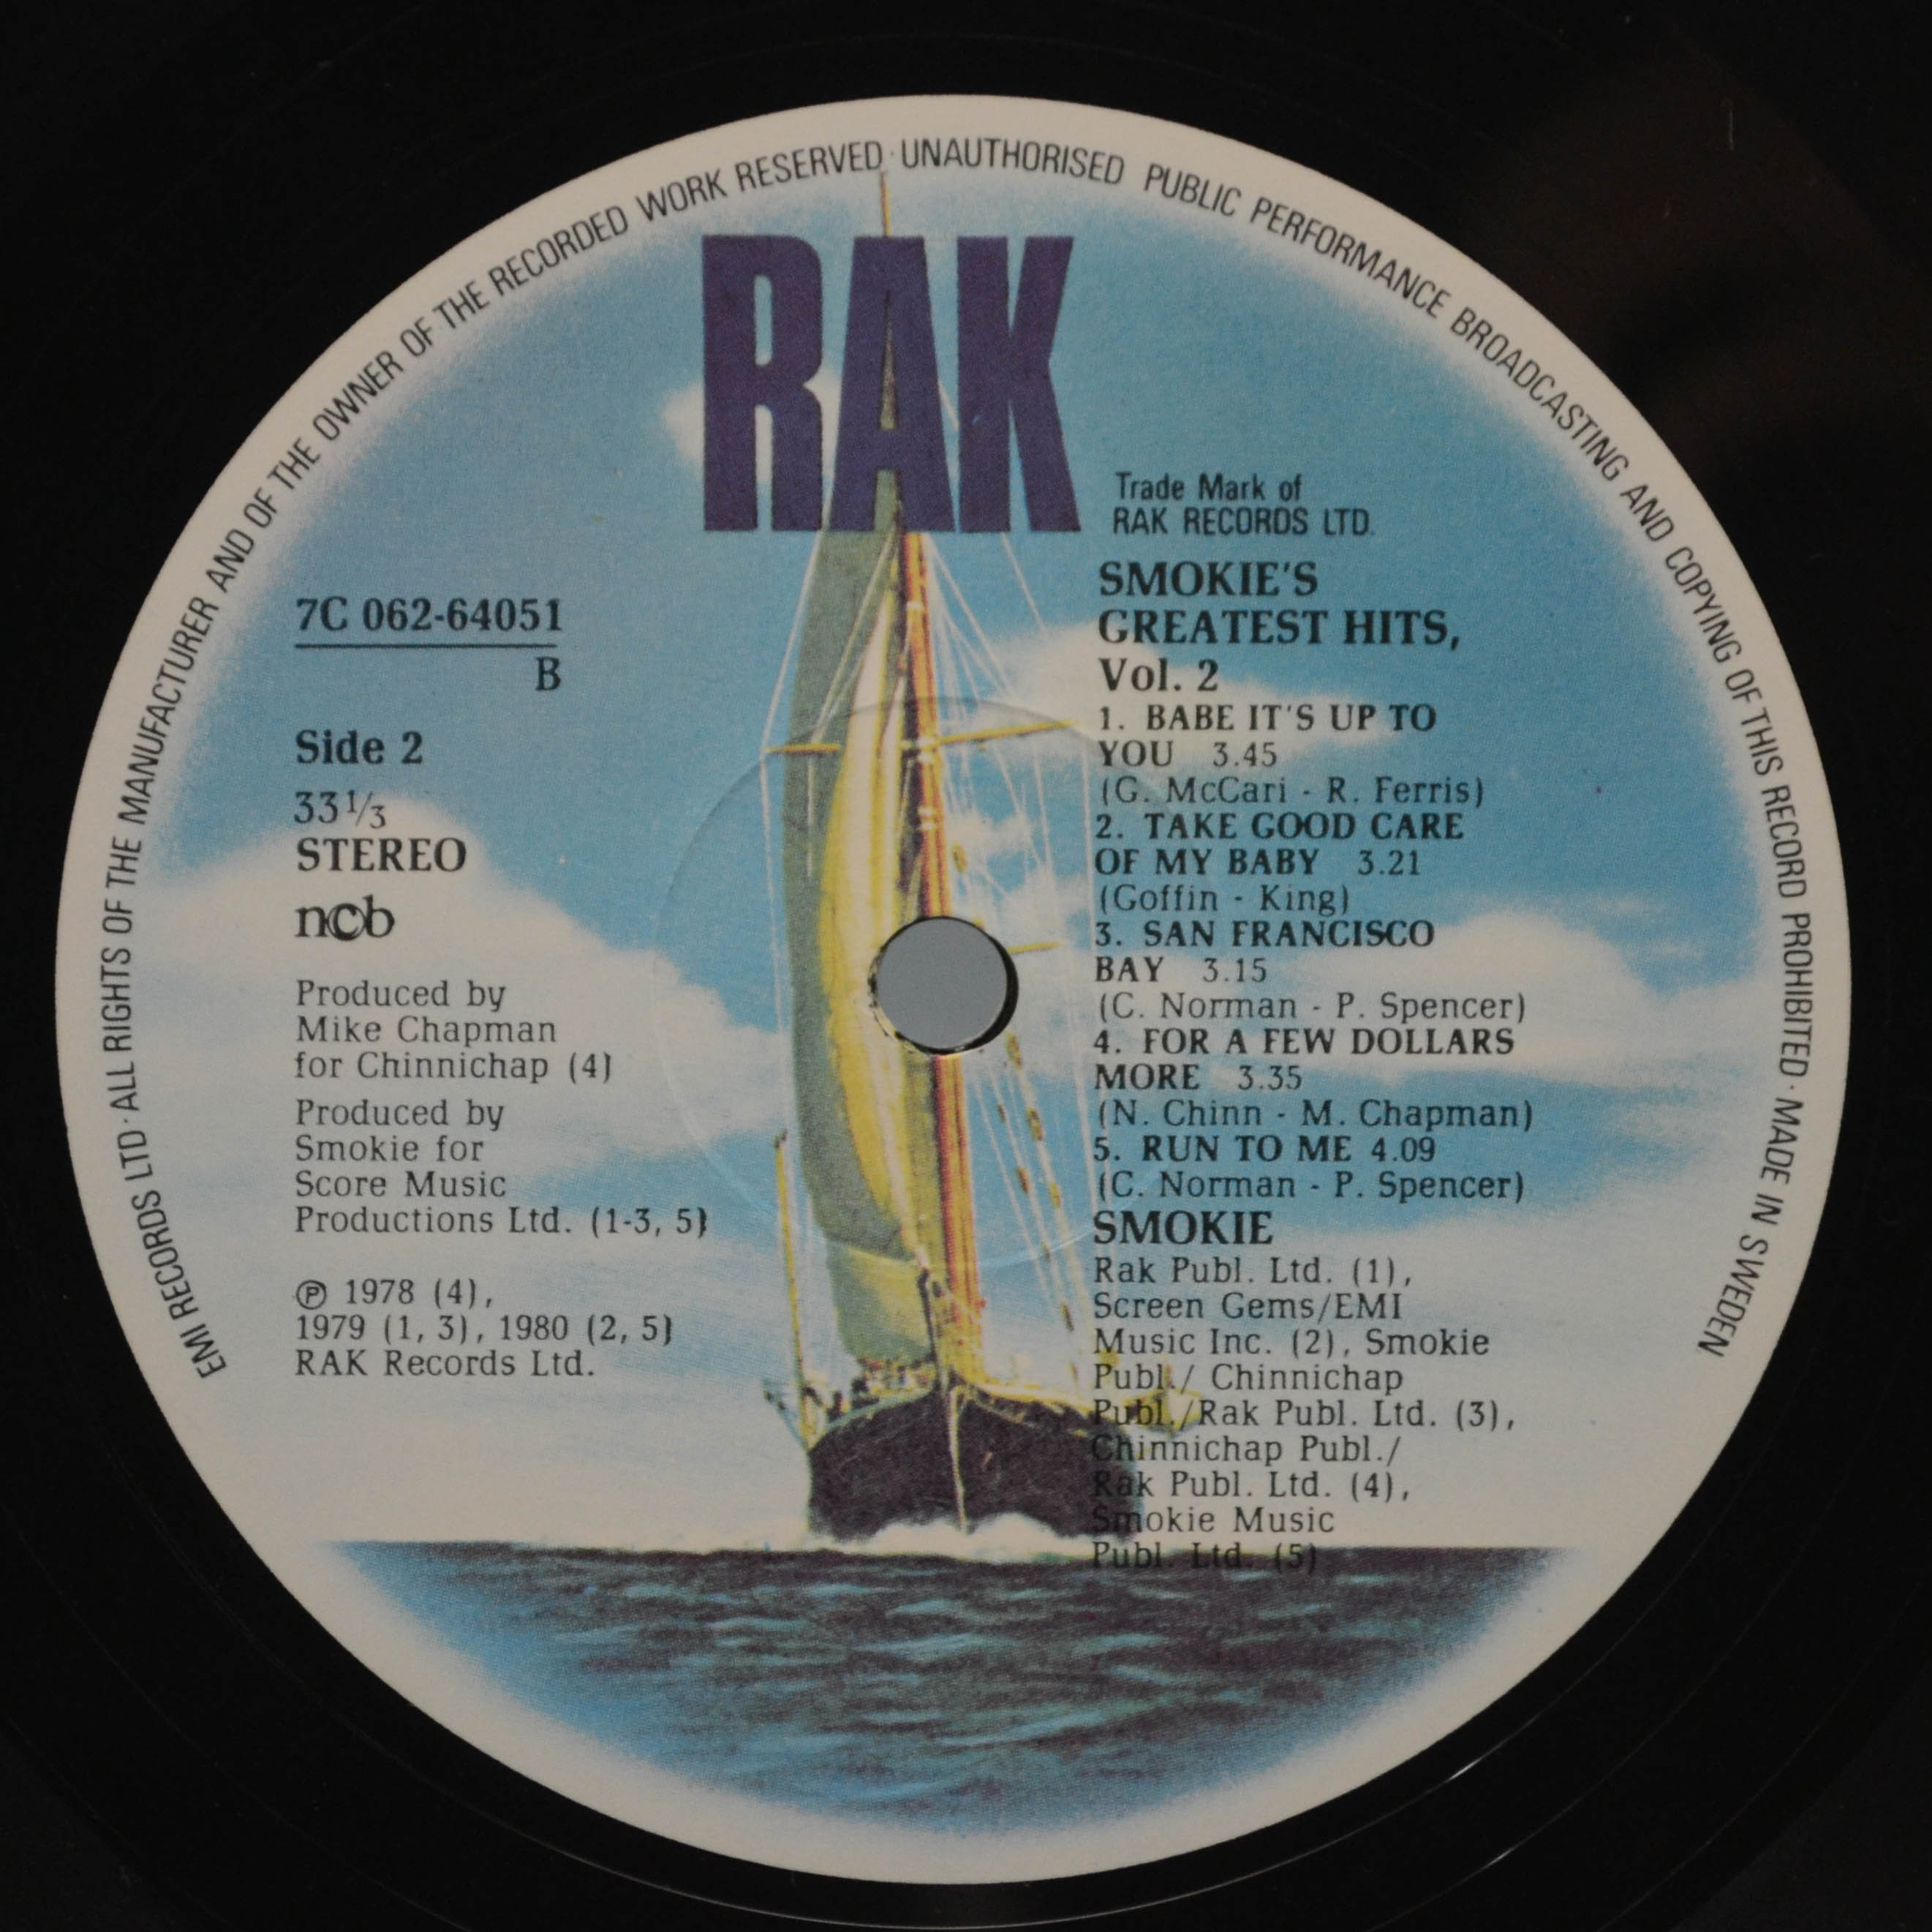 EMI RECORDS LTD · ALL RIGHTS OF THE MANUFACTURER AND OF THE OWNER OF THE RECORDED WORK RESERVED · UNAUTHORISED PUBLIC PERFORMANCE BROADCASTING AND COPYING OF THIS RECORD PROHIBITED · MADE IN SWEDEN
RAK
Trade Mark of
RAK RECORDS LTD.
7C 062-64051
B
Side 2
33 1/3
STEREO
ncb
Produced by
Mike Chapman
for Chinnichap (4)
Produced by
Smokie for
Score Music
Productions Ltd. (1-3, 5)
℗ 1978 (4),
1979 (1, 3), 1980 (2, 5)
RAK Records Ltd.
SMOKIE'S
GREATEST HITS,
Vol. 2
1. BABE IT'S UP TO
YOU 3.45
(G. McCari - R. Ferris)
2. TAKE GOOD CARE
OF MY BABY 3.21
(Goffin - King)
3. SAN FRANCISCO
BAY 3.15
(C. Norman - P. Spencer)
4. FOR A FEW DOLLARS
MORE 3.35
(N. Chinn - M. Chapman)
5. RUN TO ME 4.09
(C. Norman - P. Spencer)
SMOKIE
Rak Publ. Ltd. (1),
Screen Gems/EMI
Music Inc. (2), Smokie
Publ./ Chinnichap
Publ./Rak Publ. Ltd. (3),
Chinnichap Publ./
Rak Publ. Ltd. (4),
Smokie Music
Publ. Ltd. (5)